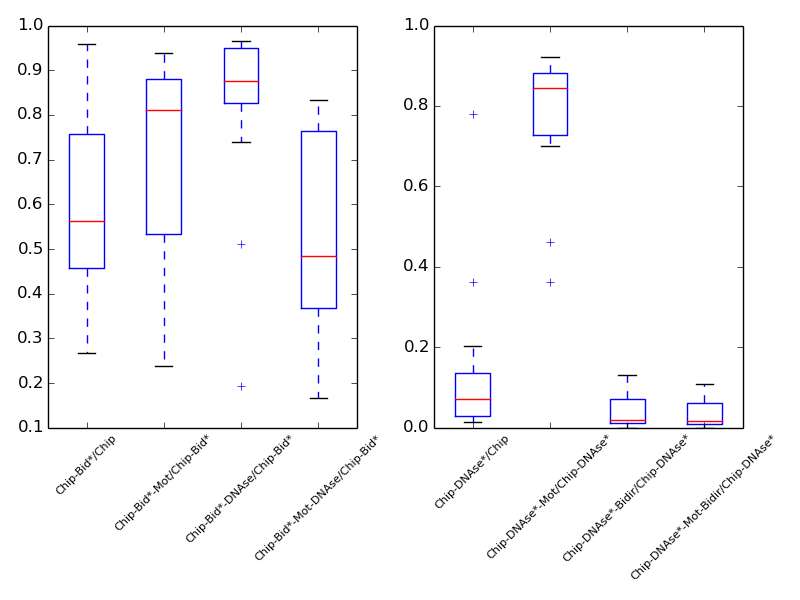 1.0
0.9
0.8
0.7
0.6
0.5
0.4
0.3
0.2
0.1
Chip-Bid*/Chip
Chip-Bid*-Mot/Chip-Bid*
Chip-Bid*-DNAse/Chip-Bid*
Chip-Bid*-Mot-DNAse/Chip-Bid*
1.0
0.8
0.6
0.4
0.2
0.0
Chip-DNAse*/Chip
Chip-DNAse*-Mot/Chip-DNAse*
Chip-DNAse*-Bidir/Chip-DNAse*
Chip-DNAse*-Mot-Bidir/Chip-DNAse*